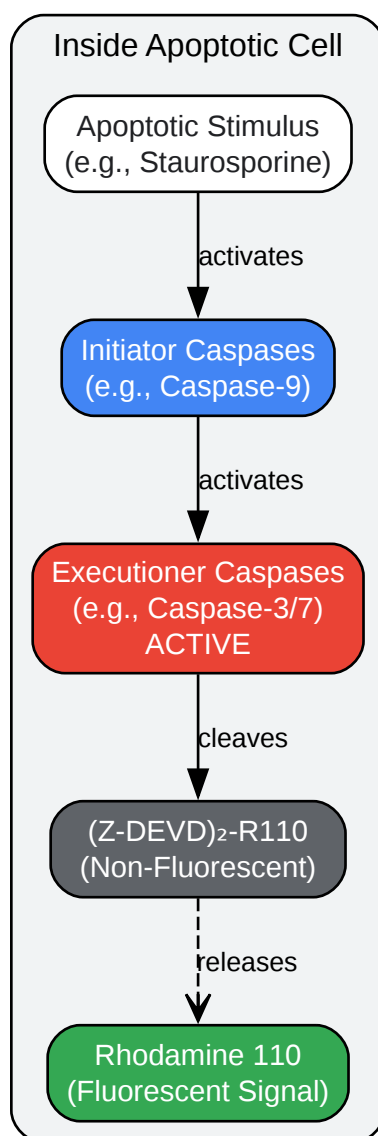 Inside Apoptotic Cell
Apoptotic Stimulus
(e.g., Staurosporine)
activates
Initiator Caspases
(e.g., Caspase-9)
activates
Executioner Caspases
(e.g., Caspase-3/7)
ACTIVE
cleaves
(Z-DEVD)₂-R110
(Non-Fluorescent)
releases
Rhodamine 110
(Fluorescent Signal)